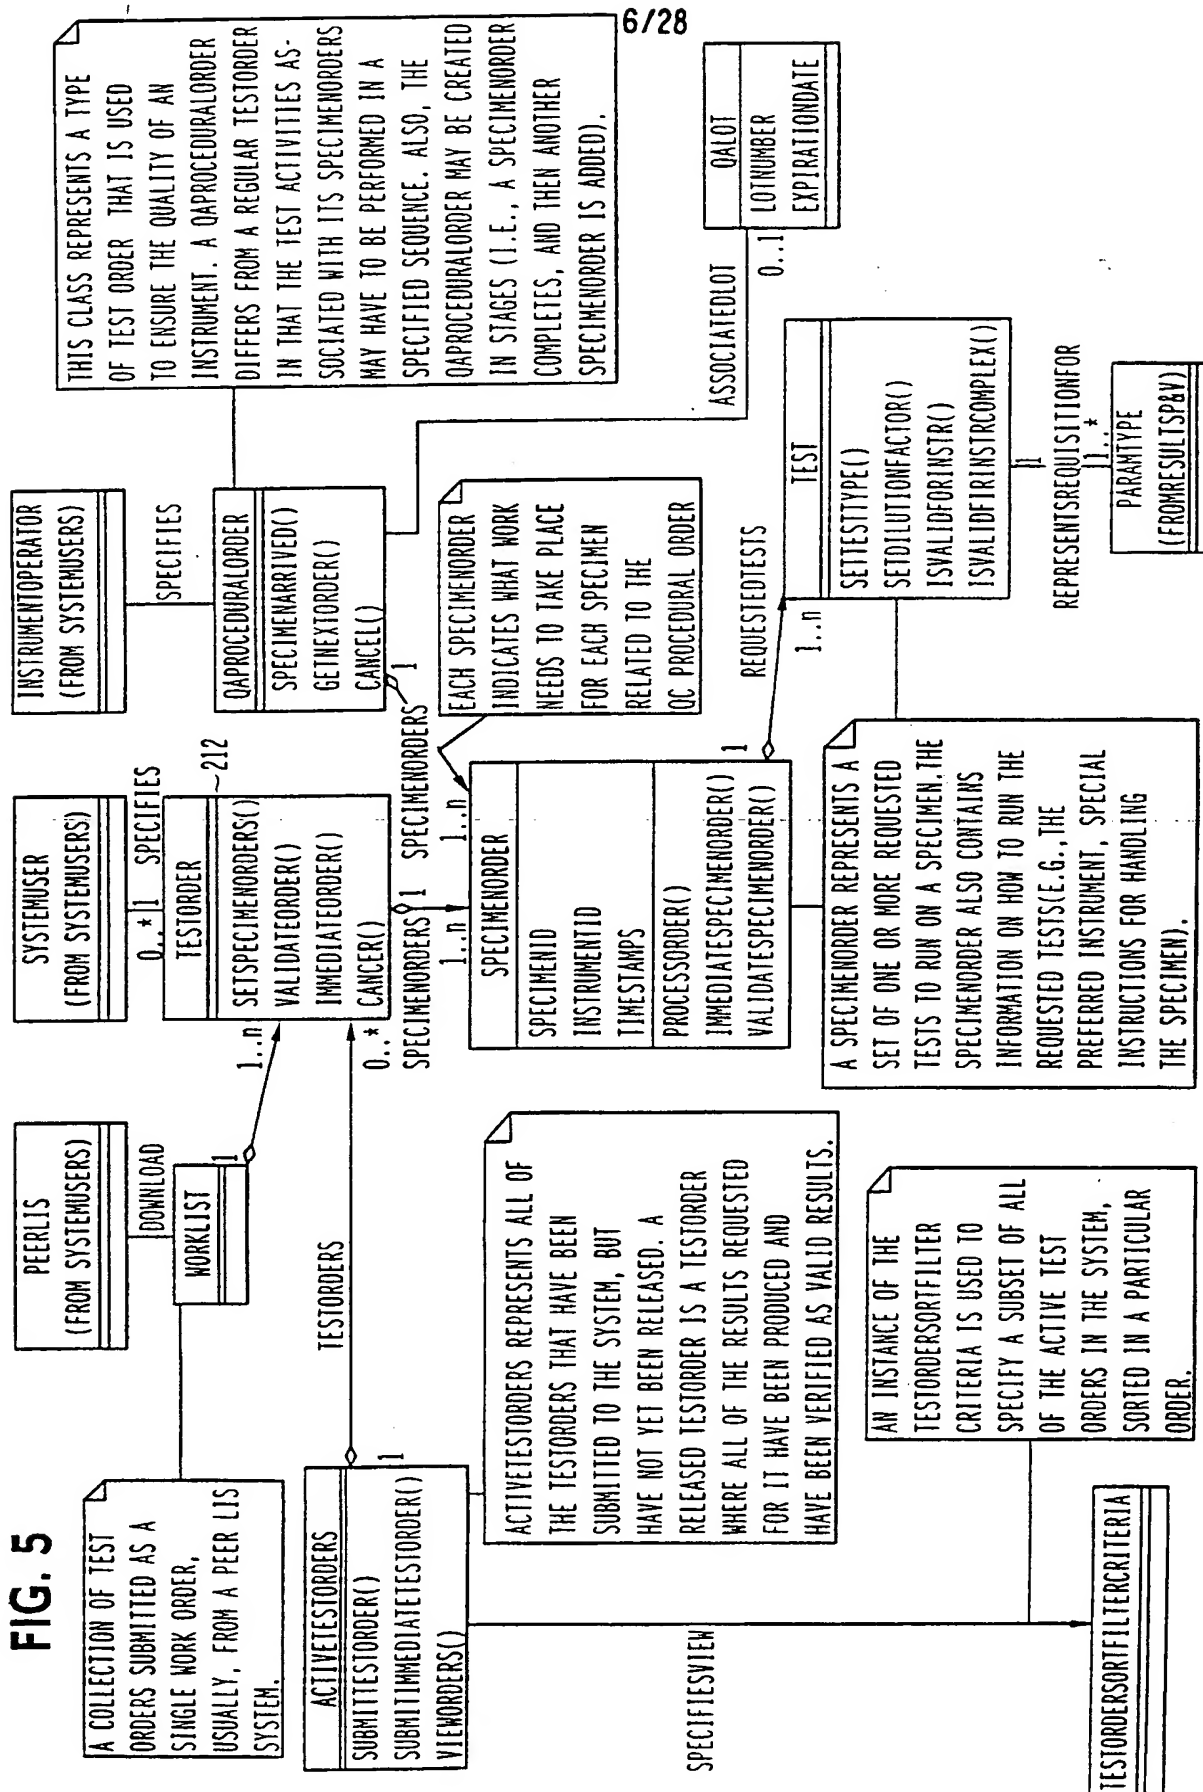 6/28
FIG. 5
A COLLECTION OF TEST
ORDERS SUBMITTED AS A
SINGLE WORK ORDER,
USUALLY, FROM A PEER LIS
SYSTEM.
PEERLIS
(FROM SYSTEMUSERS)
DOWNLOAD
WORKLIST
1
1..n
SYSTEMUSER
(FROM SYSTEMUSERS)
0..*
1 SPECIFIES
TESTORDER
212
SETSPECIMENORDERS()
VALIDATEORDER()
IMMEDIATEORDER()
CANCER()
INSTRUMENTOPERATOR
(FROM SYSTEMUSERS)
SPECIFIES
QAPROCEDURALORDER
SPECIMENARRIVED()
GETNEXTORDER()
CANCEL()
THIS CLASS REPRESENTS A TYPE
OF TEST ORDER THAT IS USED
TO ENSURE THE QUALITY OF AN
INSTRUMENT. A QAPROCEDURALORDER
DIFFERS FROM A REGULAR TESTORDER
IN THAT THE TEST ACTIVITIES AS-
SOCIATED WITH ITS SPECIMENORDERS
MAY HAVE TO BE PERFORMED IN A
SPECIFIED SEQUENCE. ALSO, THE
QAPROCEDURALORDER MAY BE CREATED
IN STAGES (I.E., A SPECIMENORDER
COMPLETES, AND THEN ANOTHER
SPECIMENORDER IS ADDED).
ACTIVETESTORDERS
SUBMITTESTORDER()
SUBMITIMMEDIATETESTORDER()
VIEWORDERS()
1
TESTORDERS
0..*
SPECIMENORDERS
1
1..n
SPECIMENORDERS
1
1..n
EACH SPECIMENORDER
INDICATES WHAT WORK
NEEDS TO TAKE PLACE
FOR EACH SPECIMEN
RELATED TO THE
QC PROCEDURAL ORDER
ASSOCIATEDLOT
0..1
QALOT
LOTNUMBER
EXPIRATIONDATE
ACTIVETESTORDERS REPRESENTS ALL OF
THE TESTORDERS THAT HAVE BEEN
SUBMITTED TO THE SYSTEM, BUT
HAVE NOT YET BEEN RELEASED. A
RELEASED TESTORDER IS A TESTORDER
WHERE ALL OF THE RESULTS REQUESTED
FOR IT HAVE BEEN PRODUCED AND
HAVE BEEN VERIFIED AS VALID RESULTS.
SPECIMENORDER
SPECIMENID
INSTRUMENTID
TIMESTAMPS
PROCESSORDER()
IMMEDIATESPECIMENORDER()
VALIDATESPECIMENORDER()
1
REQUESTEDTESTS
1..n
TEST
SETTESTTYPE()
SETDILUTIONFACTOR()
ISVALIDFORINSTR()
ISVALIDFIRINSTRCOMPLEX()
SPECIFIESVIEW
AN INSTANCE OF THE
TESTORDERSORTFILTER
CRITERIA IS USED TO
SPECIFY A SUBSET OF ALL
OF THE ACTIVE TEST
ORDERS IN THE SYSTEM,
SORTED IN A PARTICULAR
ORDER.
A SPECIMENORDER REPRESENTS A
SET OF ONE OR MORE REQUESTED
TESTS TO RUN ON A SPECIMEN.THE
SPECIMENORDER ALSO CONTAINS
INFORMATION ON HOW TO RUN THE
REQUESTED TESTS(E.G.,THE
PREFERRED INSTRUMENT, SPECIAL
INSTRUCTIONS FOR HANDLING
THE SPECIMEN).
1
REPRESENTSREQUISITIONFOR
1..*
PARAMTYPE
(FROMRESULTSP&V)
TESTORDERSORTFILTERCRITERIA